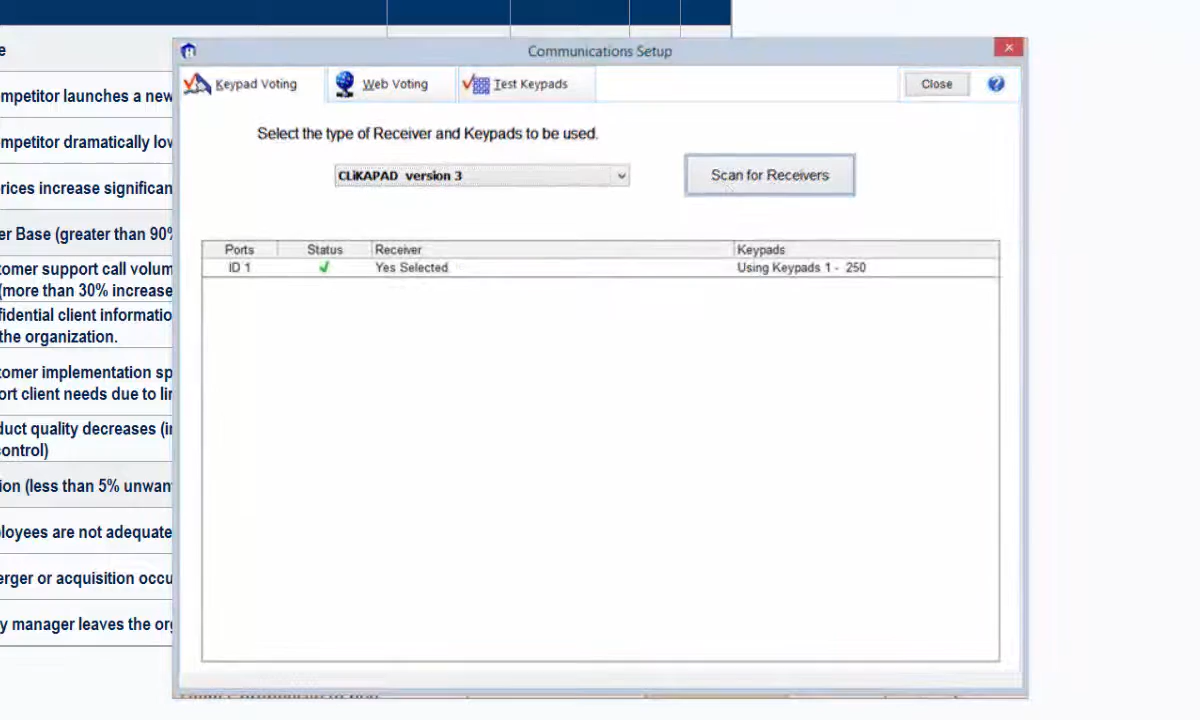 e
mpetitor launches a new
mpetitor dramatically low
rices increase significan
er Base (greater than 90%
tomer support call volum
(more than 30% increase
fidential client informatio
the organization.
tomer implementation sp
ort client needs due to lin
duct quality decreases (in
control)
ion (less than 5% unwan
loyees are not adequate
erger or acquisition occu
y manager leaves the org
Communications Setup
Keypad Voting
Web Voting
Test Keypads
Close
Select the type of Receiver and Keypads to be used.
CLiKAPAD version 3
Scan for Receivers
Ports Status Receiver Keypads
ID 1 Yes Selected Using Keypads 1 - 250